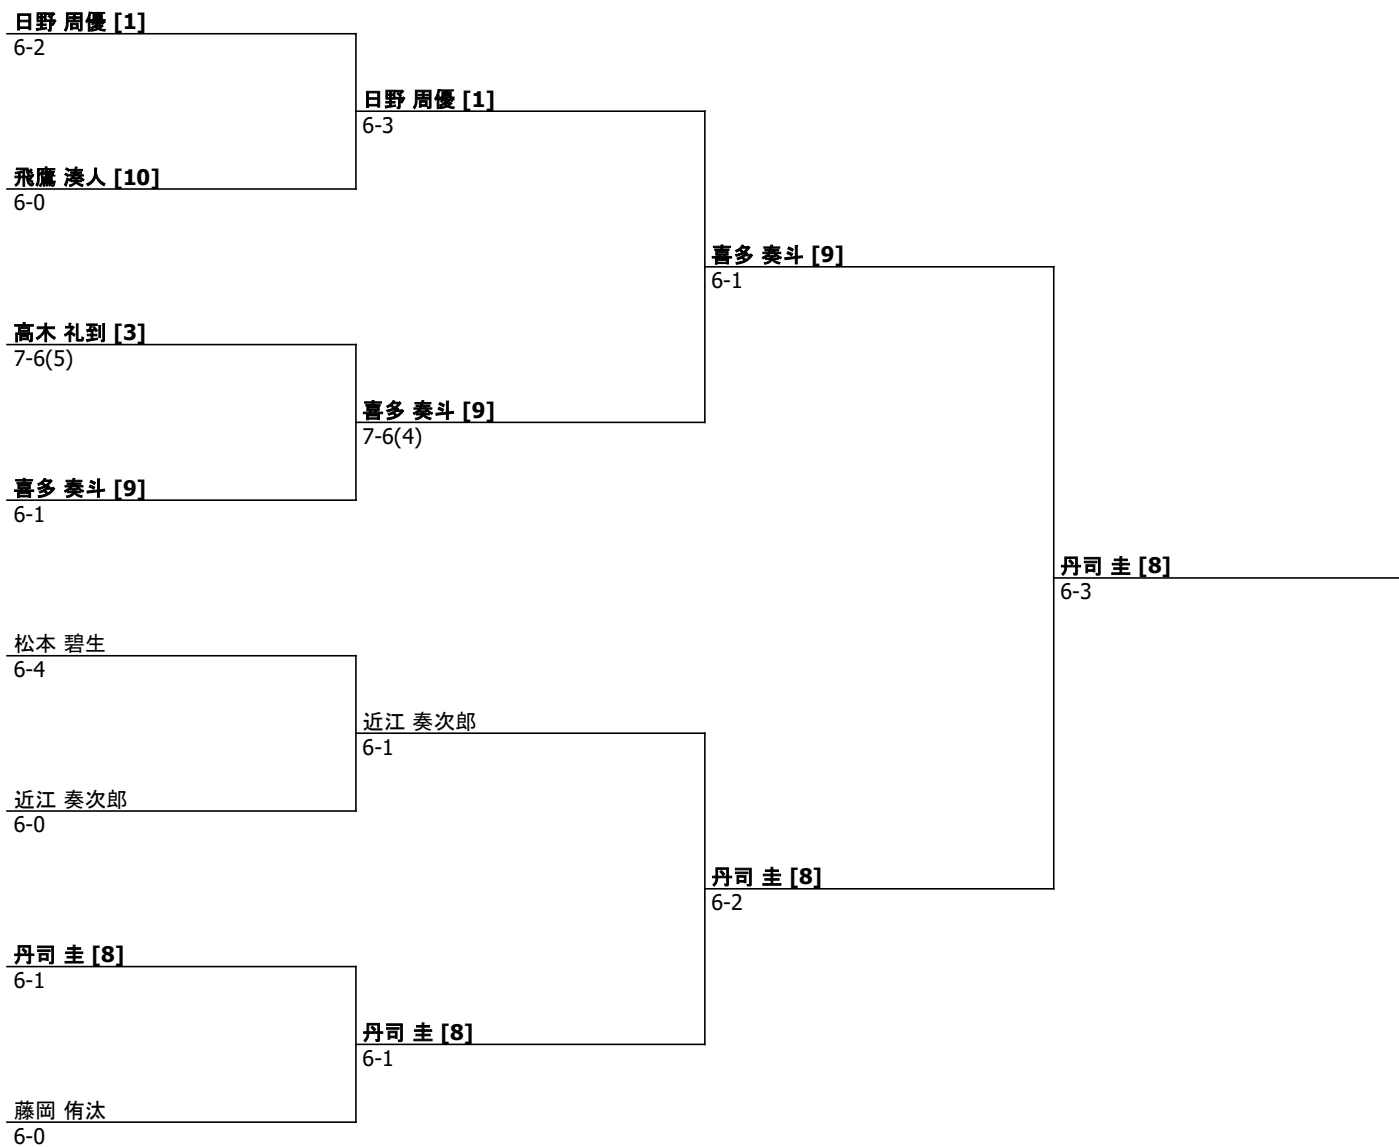 日野 周優 [1]
6-2
日野 周優 [1]
6-3
飛鷹 湊人 [10]
6-0
喜多 奏斗 [9]
6-1
高木 礼到 [3]
7-6(5)
喜多 奏斗 [9]
7-6(4)
喜多 奏斗 [9]
6-1
丹司 圭 [8]
6-3
松本 碧生
6-4
近江 奏次郎
6-1
近江 奏次郎
6-0
丹司 圭 [8]
6-2
丹司 圭 [8]
6-1
丹司 圭 [8]
6-1
藤岡 侑汰
6-0